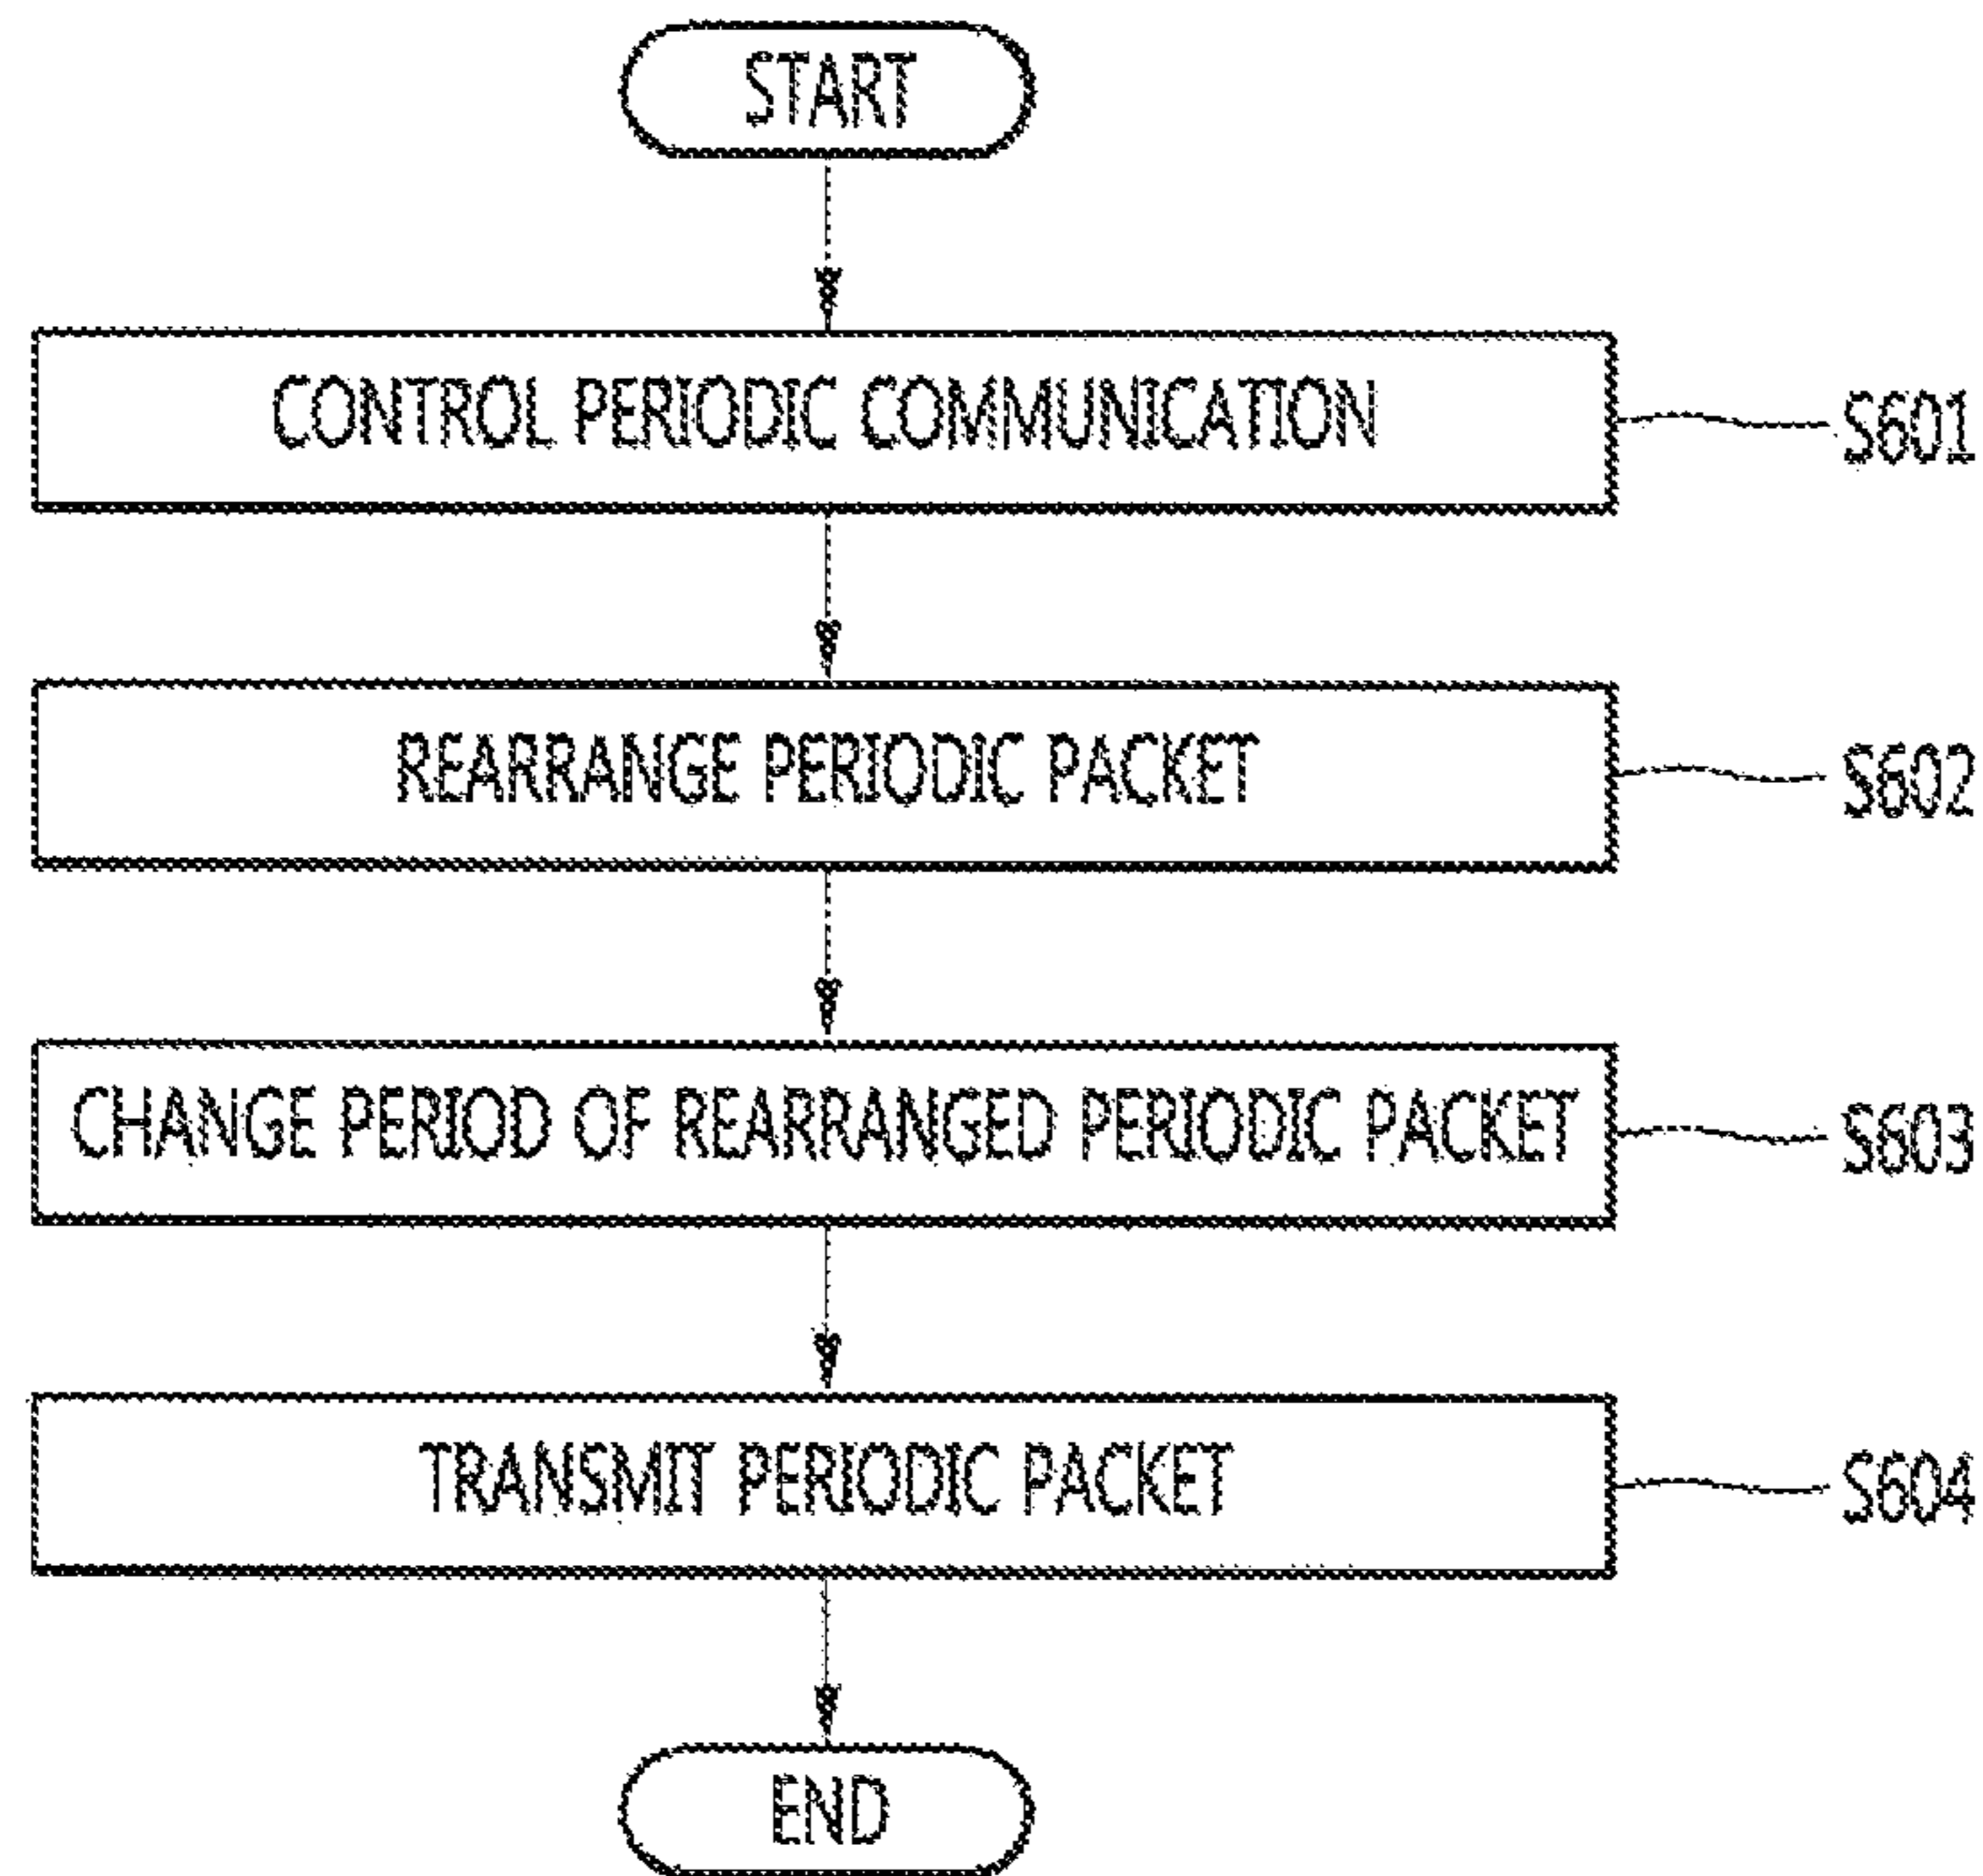 START
CONTROL PERIODIC COMMUNICATION
S601
REARRANGE PERIODIC PACKET
S602
CHANGE PERIOD OF REARRANGED PERIODIC PACKET
S603
TRANSMIT PERIODIC PACKET
S604
END